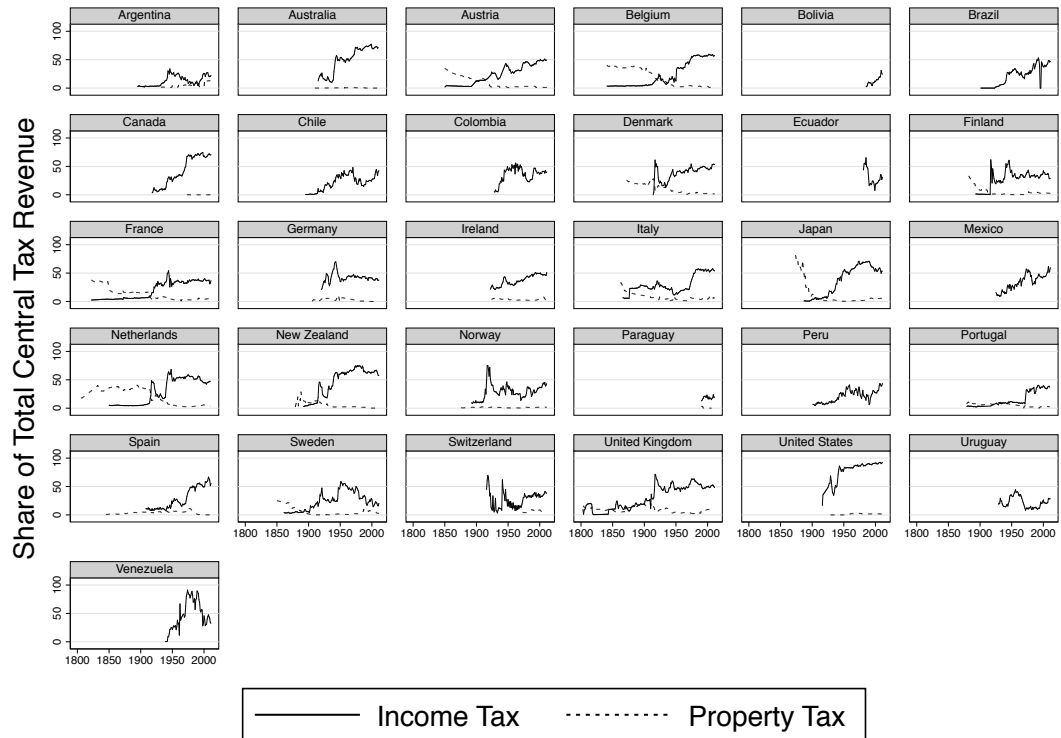 Share of Total Central Tax Revenue
Argentina Australia Austria Belgium Bolivia Brazil
100
50
0
Canada Chile Colombia Denmark Ecuador Finland
100
50
0
France Germany Ireland Italy Japan Mexico
100
50
0
Netherlands New Zealand Norway Paraguay Peru Portugal
100
50
0
Spain Sweden Switzerland United Kingdom United States Uruguay
100
50
0
1800 1850 1900 1950 2000 1800 1850 1900 1950 2000 1800 1850 1900 1950 2000 1800 1850 1900 1950 2000 1800 1850 1900 1950 2000
Venezuela
100
50
0
1800 1850 1900 1950 2000
Income Tax Property Tax